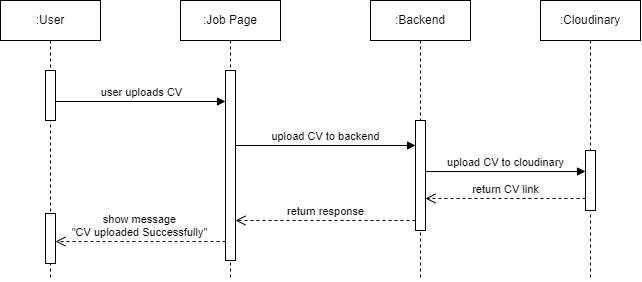 :User
:Job Page
:Backend
:Cloudinary
user uploads CV
upload CV to backend
upload CV to cloudinary
return CV link
return response
show message
"CV uploaded Successfully"